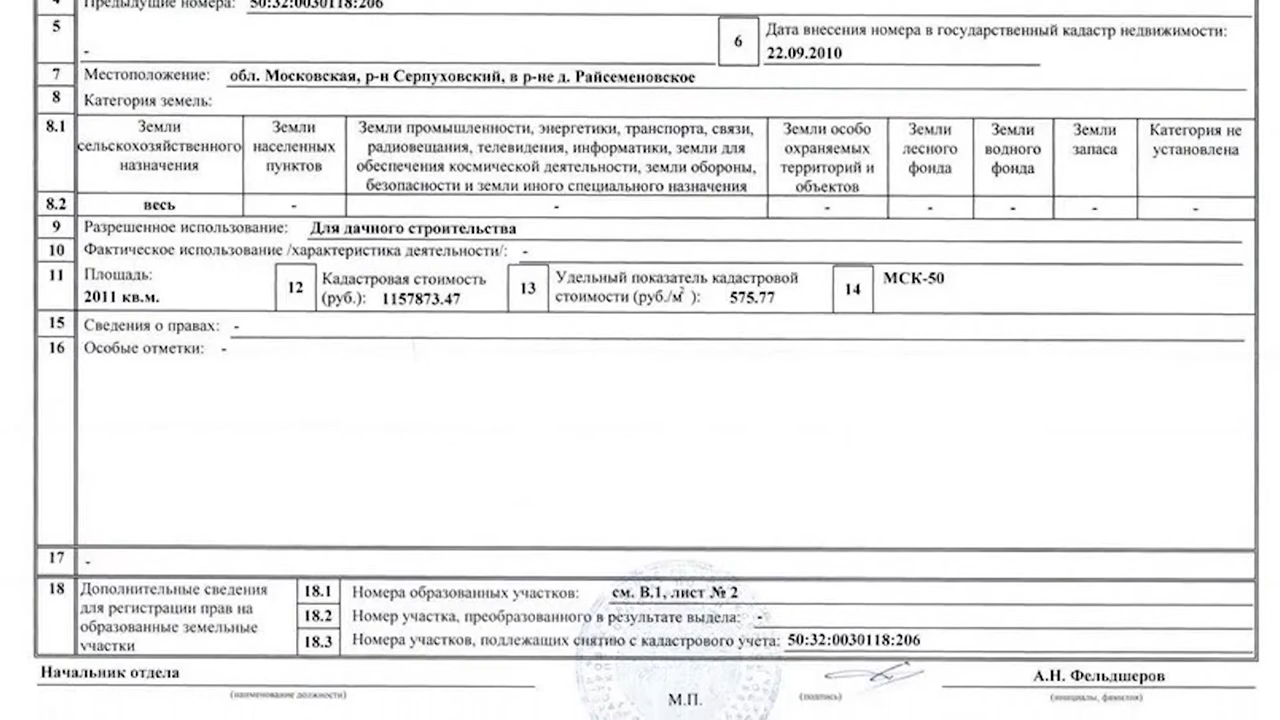 4 Предыдущие номера: 50:32:0030118:206
5 - 6 Дата внесения номера в государственный кадастр недвижимости:
22.09.2010
7 Местоположение: обл. Московская, р-н Серпуховский, в р-не д. Райсеменовское
8 Категория земель:
8.1 Земли сельскохозяйственного назначения
Земли населенных пунктов
Земли промышленности, энергетики, транспорта, связи,
радиовещания, телевидения, информатики, земли для
обеспечения космической деятельности, земли обороны,
безопасности и земли иного специального назначения
Земли особо охраняемых территорий и объектов
Земли лесного фонда
Земли водного фонда
Земли запаса
Категория не установлена
8.2 весь - - - - - - -
9 Разрешенное использование: Для дачного строительства
10 Фактическое использование /характеристика деятельности/: -
11 Площадь:
2011 кв.м.
12 Кадастровая стоимость
(руб.): 1157873.47
13 Удельный показатель кадастровой
стоимости (руб./м2 ): 575.77
14 МСК-50
15 Сведения о правах: -
16 Особые отметки: -
17 -
18 Дополнительные сведения
для регистрации прав на
образованные земельные
участки
18.1 Номера образованных участков: см. В.1, лист № 2
18.2 Номер участка, преобразованного в результате выдела: -
18.3 Номера участков, подлежащих снятию с кадастрового учета: 50:32:0030118:206
Начальник отдела А.Н. Фельдшеров
(наименование должности) М.П. (подпись) (инициалы, фамилия)